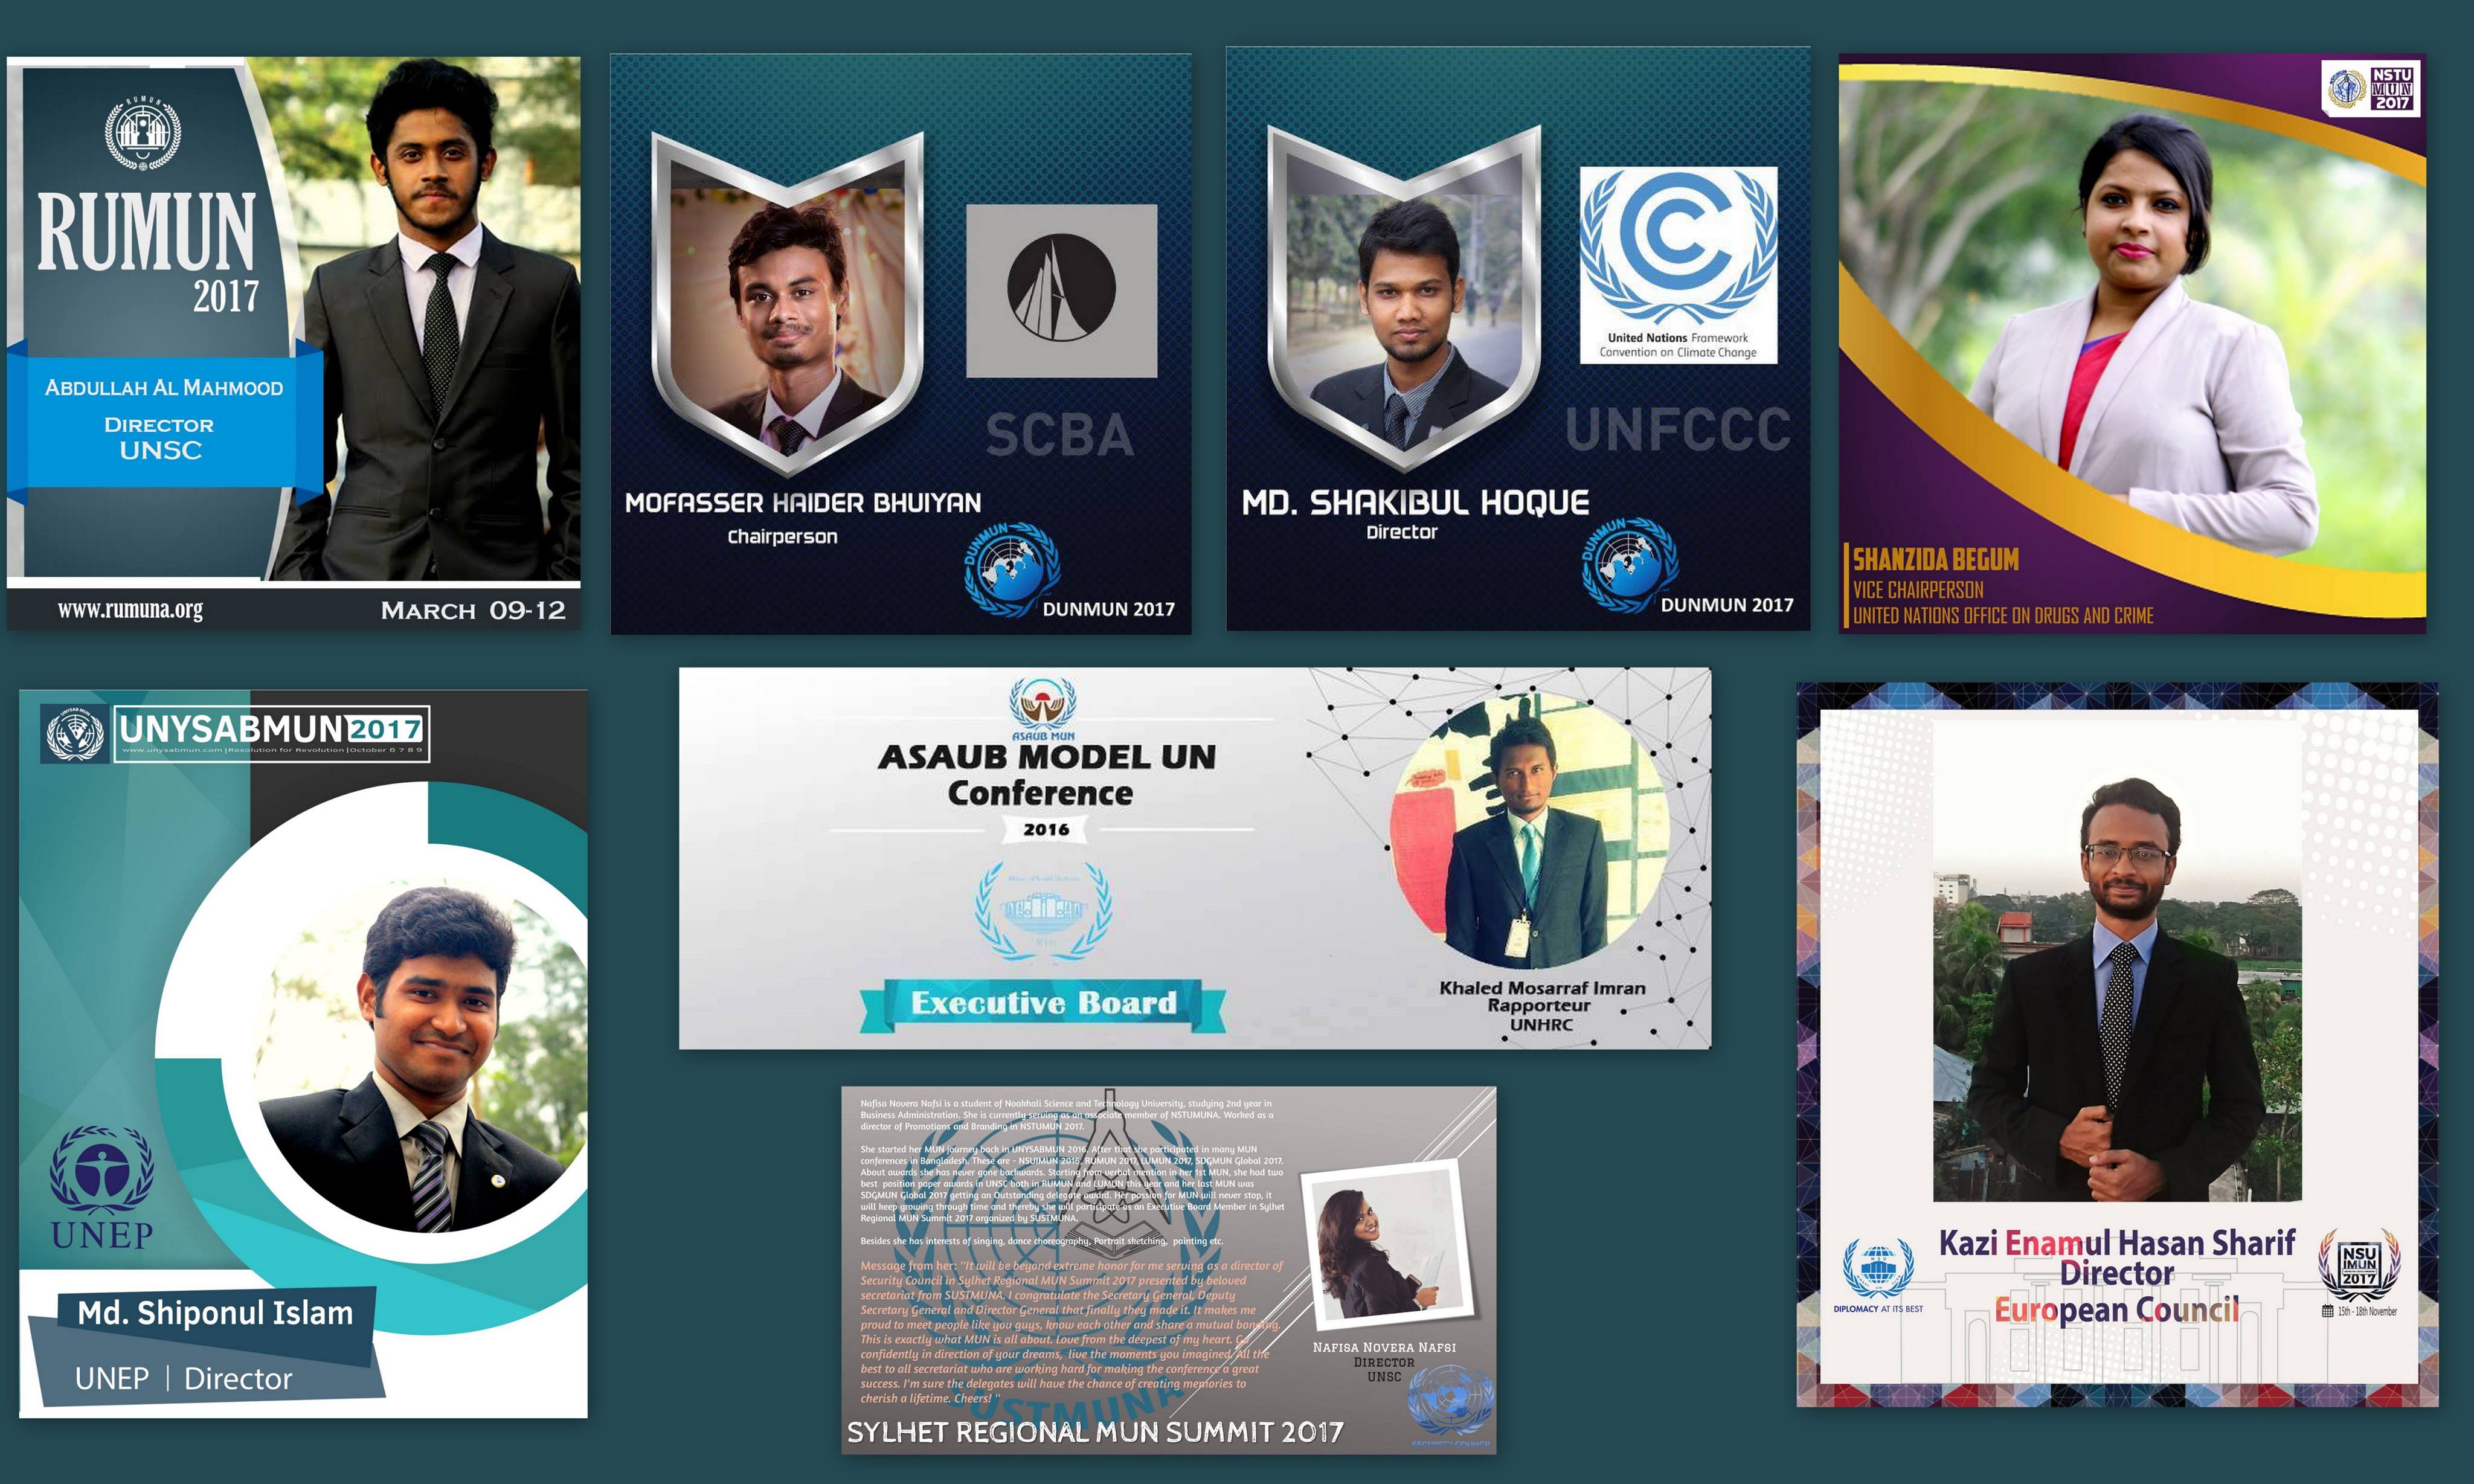 RUMUN
RUMUN
2017
ABDULLAH AL MAHMOOD
DIRECTOR
UNSC
www.rumuna.org
MARCH 09-12
SCBA
MOFASSER HAIDER BHUIYAN
Chairperson
DUNMUN
DUNMUN 2017
United Nations Framework
Convention on Climate Change
UNFCCC
MD. SHAKIBUL HOQUE
Director
DUNMUN
DUNMUN 2017
NSTU
MUN
2017
SHANZIDA BEGUM
VICE CHAIRPERSON
UNITED NATIONS OFFICE ON DRUGS AND CRIME
UNYSABMUN 2017
www.unysabmun.com |Resolution for Revolution |October 6 7 8 9
UNEP
Md. Shiponul Islam
UNEP | Director
ASAUB MUN
ASAUB MODEL UN
Conference
2016
Executive Board
Khaled Mosarraf Imran
Rapporteur
UNHRC
Nafisa Novera Nafsi is a student of Noakhali Science and Technology University, studying 2nd year in
Business Administration. She is currently serving as an associate member of NSTUMUNA. Worked as a
director of Promotions and Branding in NSTUMUN 2017.
She started her MUN journey back in UNYSABMUN 2016. After that she participated in many MUN
conferences in Bangladesh. These are - NSUIMUN 2016, RUMUN 2017, LUMUN 2017, SDGMUN Global 2017.
About awards she has never gone backwards. Starting from verbal mention in her 1st MUN, she had two
best position paper awards in UNSC both in RUMUN and LUMUN this year and her last MUN was
SDGMUN Global 2017 getting an Outstanding delegate award. Her passion for MUN will never stop, it
will keep growing through time and thereby she will participate as an Executive Board Member in Sylhet
Regional MUN Summit 2017 organized by SUSTMUNA.
Besides she has interests of singing, dance choreography, Portrait sketching, painting etc.
Message from her: "It will be beyond extreme honor for me serving as a director of
Security Council in Sylhet Regional MUN Summit 2017 presented by beloved
secretariat from SUSTMUNA. I congratulate the Secretary General, Deputy
Secretary General and Director General that finally they made it. It makes me
proud to meet people like you guys, know each other and share a mutual bonding.
This is exactly what MUN is all about. Love from the deepest of my heart. Go
confidently in direction of your dreams, live the moments you imagined. All the
best to all secretariat who are working hard for making the conference a great
success. I'm sure the delegates will have the chance of creating memories to
cherish a lifetime. Cheers! "
SUSTMUNA
NAFISA NOVERA NAFSI
DIRECTOR
UNSC
SECURITY COUNCIL
SYLHET REGIONAL MUN SUMMIT 2017
Kazi Enamul Hasan Sharif
Director
European Council
DIPLOMACY AT ITS BEST
NSU
IMUN
2017
15th - 18th November